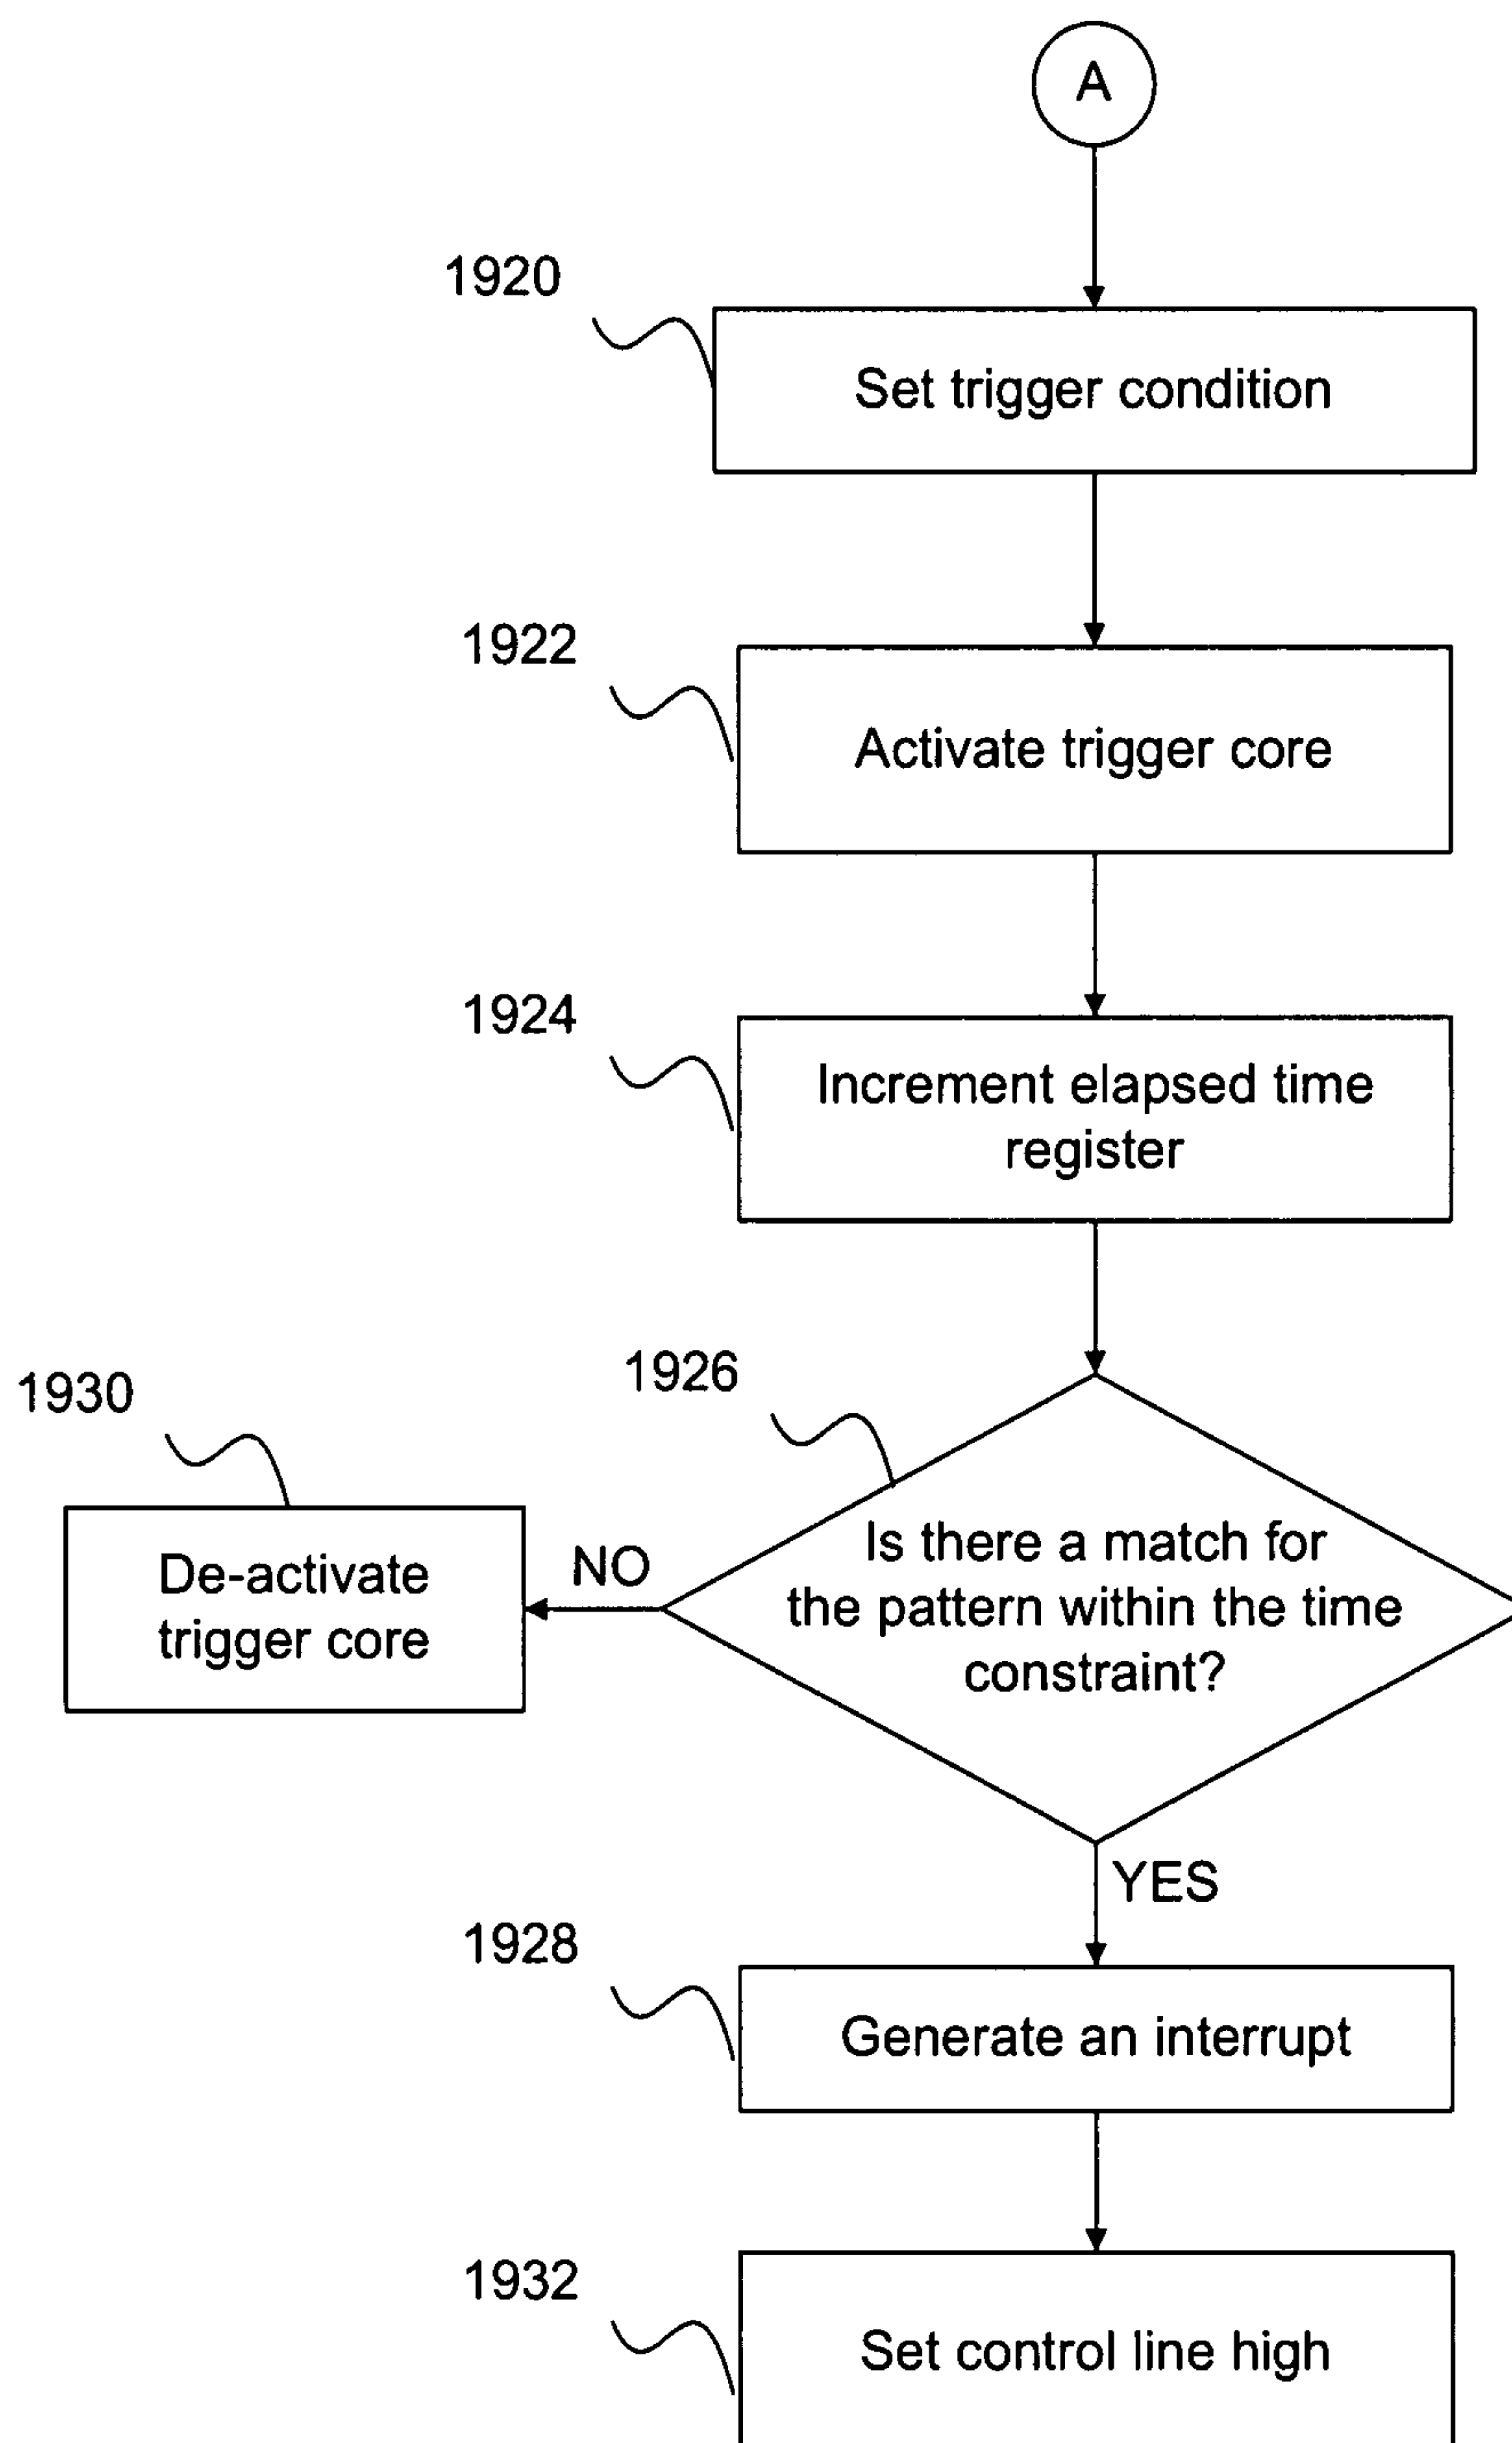 A
1920
Set trigger condition
1922
Activate trigger core
1924
Increment elapsed time
register
1926
1930
Is there a match for
the pattern within the time
constraint?
NO
De-activate
trigger core
YES
1928
Generate an interrupt
1932
Set control line high